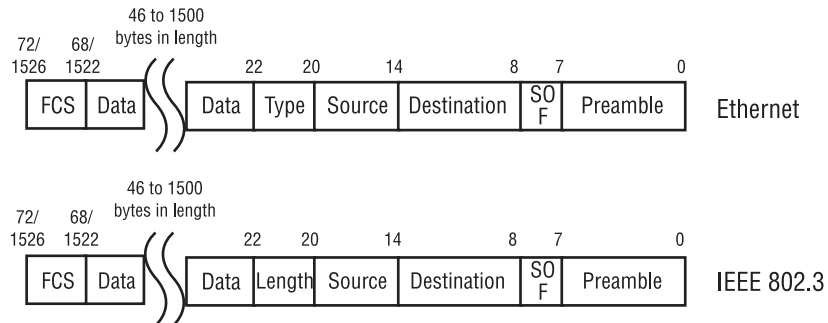 46 to 1500
bytes in length
72/
1526
68/
1522
22
20
14
8
7
0
FCS
Data
Data
Type
Source
Destination
SO
F
Preamble
Ethernet
46 to 1500
bytes in length
72/
1526
68/
1522
22
20
14
8
7
0
FCS
Data
Data
Length
Source
Destination
SO
F
Preamble
IEEE 802.3